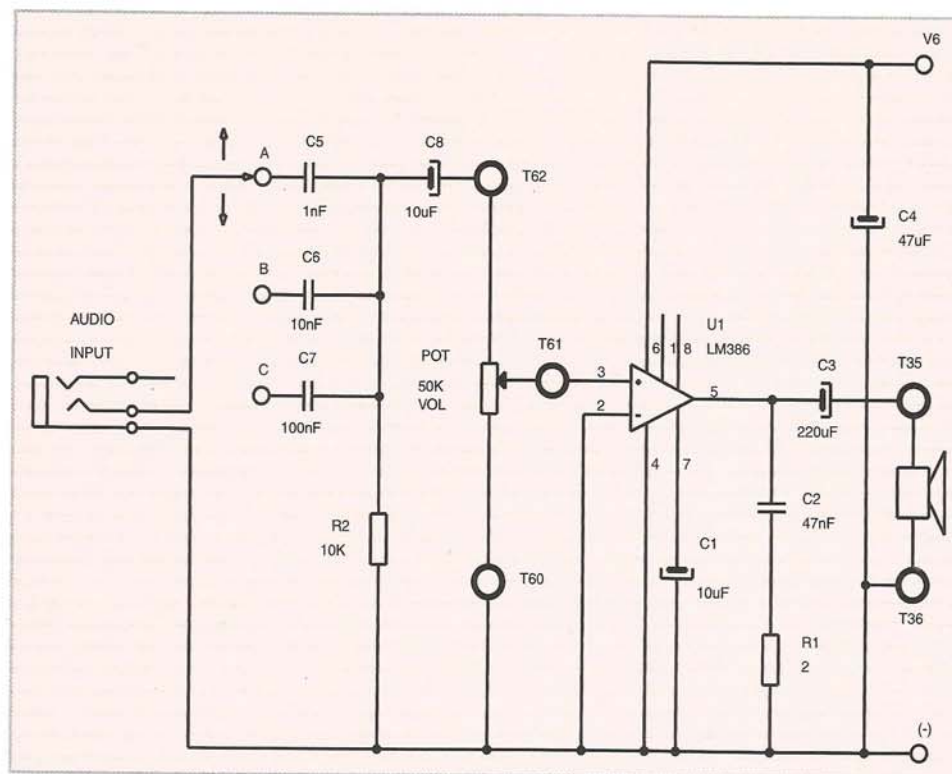 V6
A
C5
1nF
C8
10uF
T62
C4
47uF
B
C6
10nF
AUDIO
INPUT
C
C7
100nF
POT
50K
VOL
T61
6 1 8
U1
LM386
3
2
+
-
5
4
7
C3
220uF
T35
C2
47nF
R2
10K
C1
10uF
T60
T36
R1
2
(-)